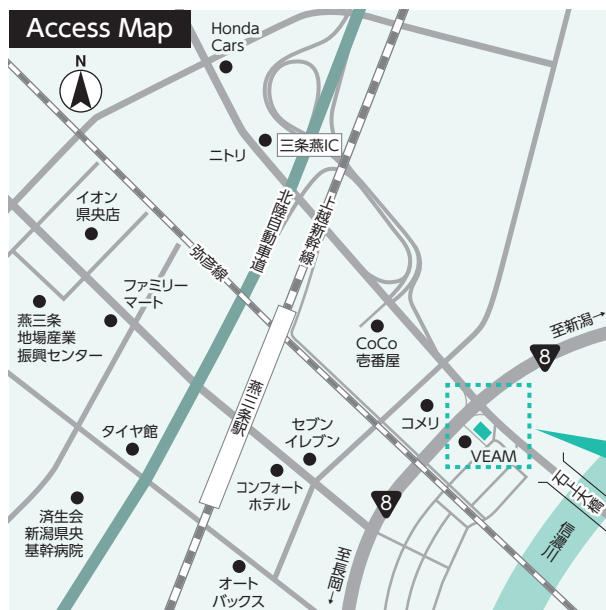 Access Map
N
Honda
Cars
ニトリ
三条燕IC
イオン
県央店
北陸自動車道
上越新幹線
弥彦線
ファミリー
マート
燕三条
地場産業
振興センター
CoCo
壱番屋
至新潟→
8
燕三条駅
コメリ
VEAM
タイヤ館
セブン
イレブン
コンフォート
ホテル
石上大橋
済生会
新潟県央
基幹病院
8
信濃川
至長岡→
オート
バックス